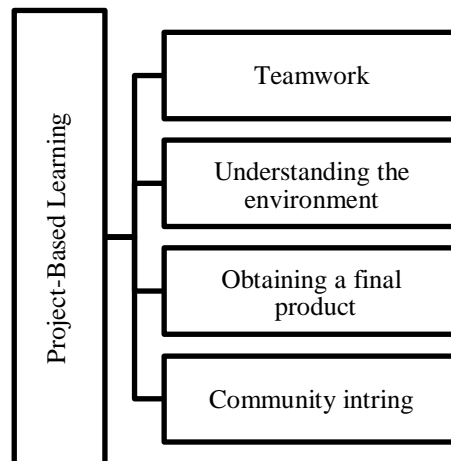 Project-Based Learning
Teamwork
Understanding the
environment
Obtaining a final
product
Community intring